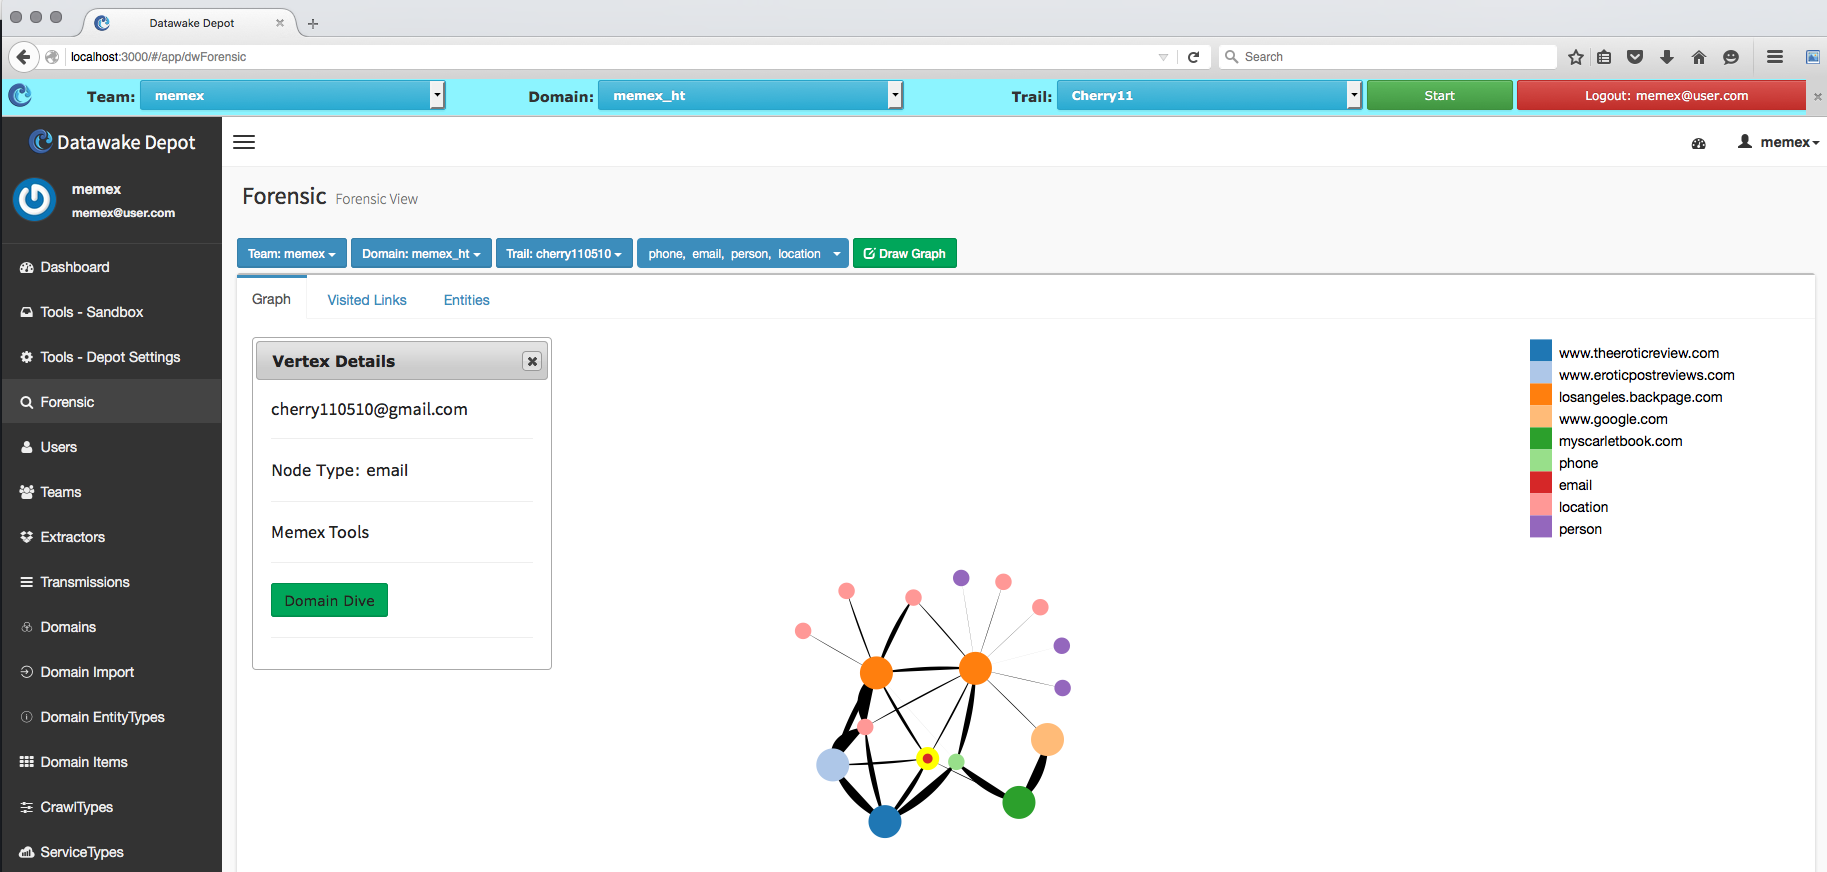 Datawake Depot
localhost:3000/#/app/dwForensic
Search
Team: memex
Domain: memex_ht
Trail: Cherry11
Start
Logout: memex@user.com
Datawake Depot
memex
memex
memex@user.com
Dashboard
Tools - Sandbox
Tools - Depot Settings
Forensic
Users
Teams
Extractors
Transmissions
Domains
Domain Import
Domain EntityTypes
Domain Items
CrawlTypes
ServiceTypes
Forensic Forensic View
Team: memex
Domain: memex_ht
Trail: cherry110510
phone, email, person, location
Draw Graph
Graph
Visited Links
Entities
Vertex Details
cherry110510@gmail.com
Node Type: email
Memex Tools
Domain Dive
www.theeroticreview.com
www.eroticpostreviews.com
losangeles.backpage.com
www.google.com
myscarletbook.com
phone
email
location
person